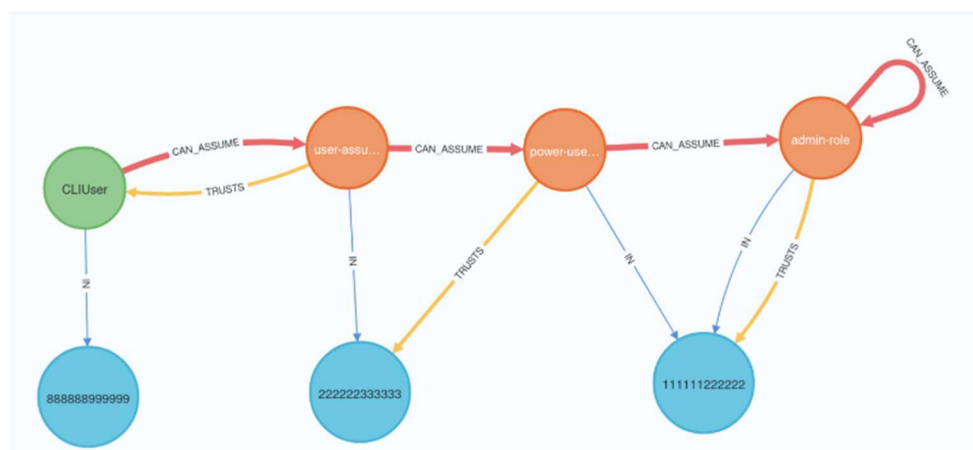 CAN_ASSUME
CAN_ASSUME
user-assu...
CAN_ASSUME
power-use...
CAN_ASSUME
admin-role
CLIUser
TRUSTS
IN
IN
TRUSTS
IN
IN
TRUSTS
888888999999
222222333333
111111222222